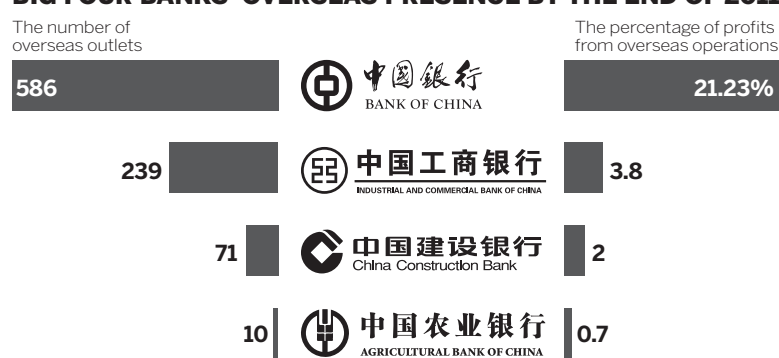 BIG FOUR BANKS' OVERSEAS PRESENCE BY THE END OF 2011
The number of
overseas outlets
The percentage of profits
from overseas operations
586
中國銀行
BANK OF CHINA
21.23%
239
中国工商银行
INDUSTRIAL AND COMMERCIAL BANK OF CHINA
3.8
71
中国建设银行
China Construction Bank
2
10
中国农业银行
AGRICULTURAL BANK OF CHINA
0.7